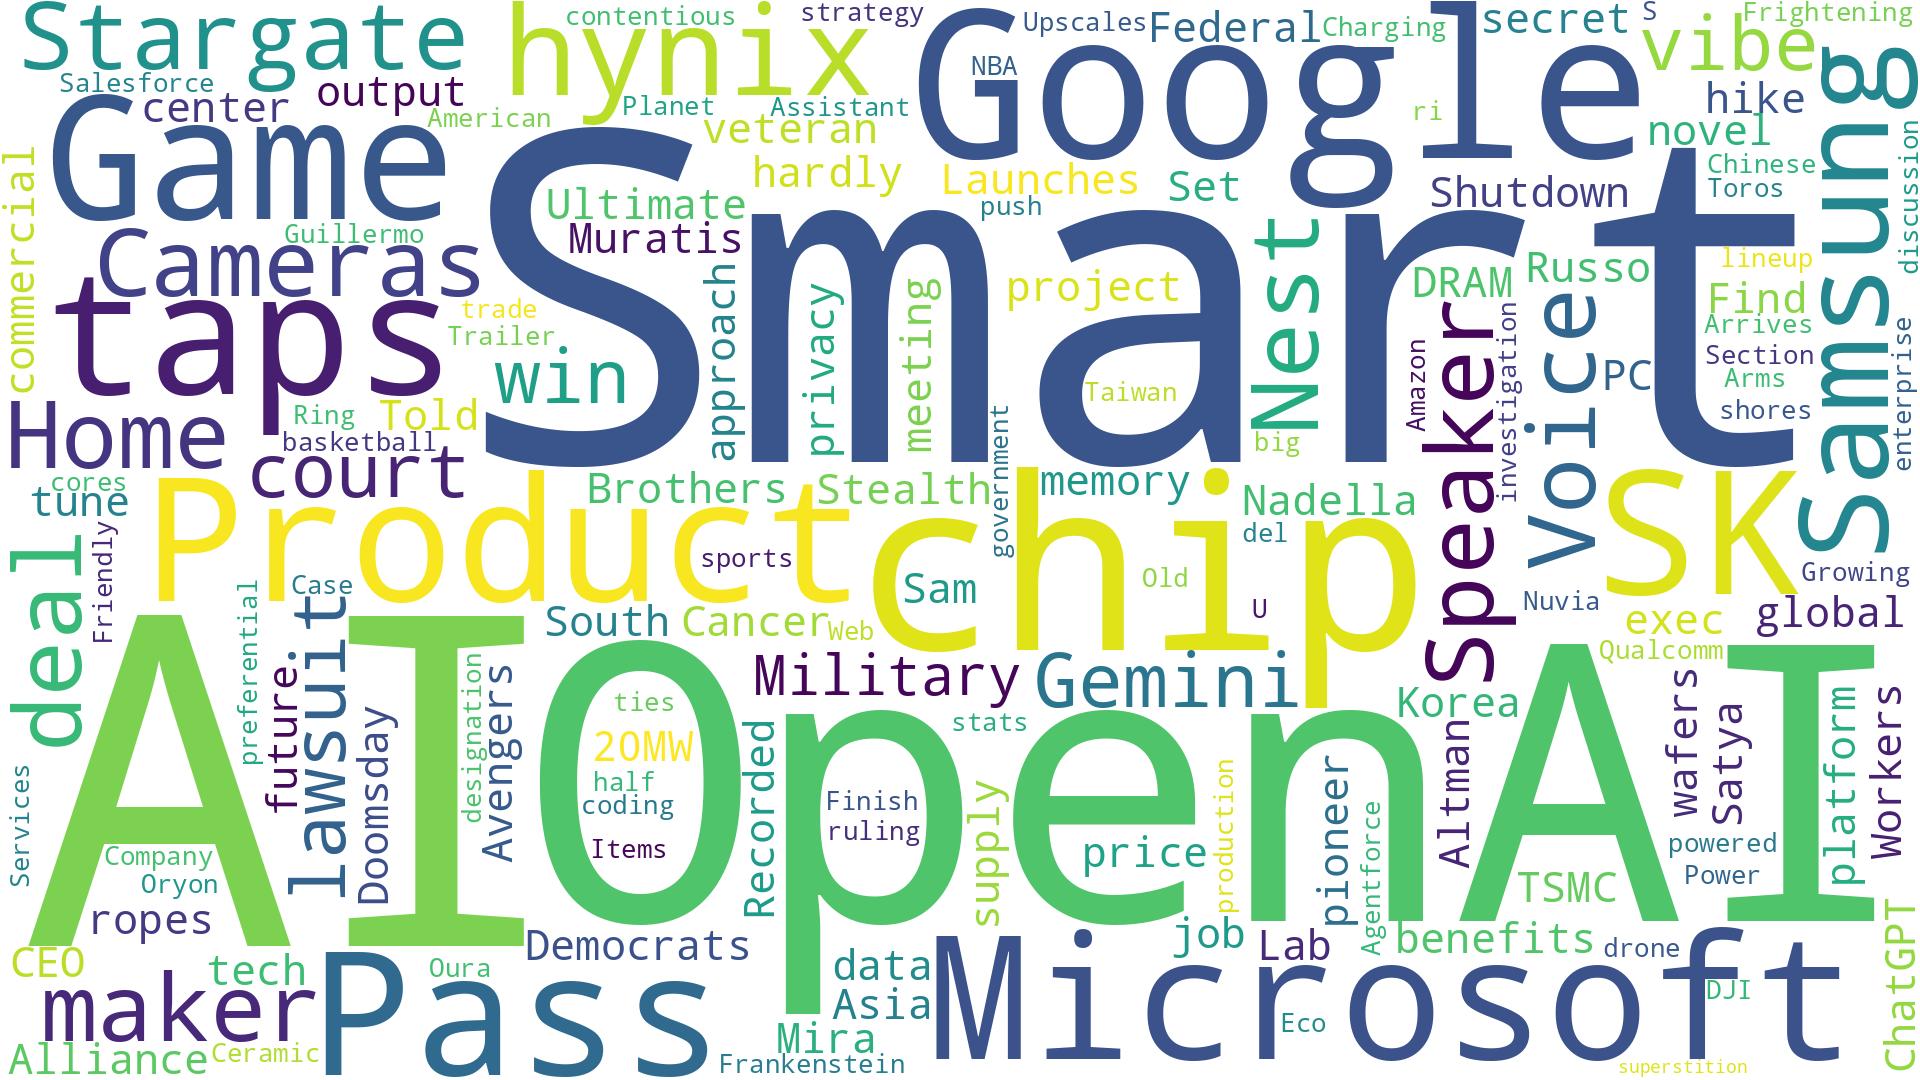 Stargate
hynix
Google
contentious
strategy
Upscales
Federal
Charging
secret
S
Frightening
vibe
Salesforce
center
output
NBA
Planet
Assistant
American
veteran
ri
hike
novel
Samsung
Game
Smart
hardly
Launches
Set
Shutdown
Chinese
Toros
discussion
commercial
Ultimate
push
Muratis
Guillermo
Cameras
Nest
taps
approach
privacy
meeting
project
DRAM
Russo
lineup
Find
Arrives
trade
Trailer
win
Speaker
investigation
Voice
Section
enterprise
Amazon
PC
Arms
shores
Taiwan
Home
Ring
Told
basketball
court
government
big
cores
tune
Brothers
Stealth
memory
Nadella
SK
deal
Friendly
Product
chip
sports
del
Growing
preferential
Case
Sam
Old
U
Nuvia
lawsuit
South
Cancer
Web
exec
global
AI
OpenAI
future
designation
Avengers
Military
Gemini
Qualcomm
Doomsday
ties
20MW
half
coding
Items
Recorded
stats
Korea
wafers
Satya
platform
Workers
Services
Finish
ruling
supply
price
production
pioneer
Agentforce
Altman
powered
Power
Company
Oryon
TSMC
ropes
Democrats
job
Lab
benefits
drone
ChatGPT
CEO
tech
Pass
Oura
data
Asia
Microsoft
DJI
maker
Mira
Eco
Alliance
Ceramic
Frankenstein
superstition